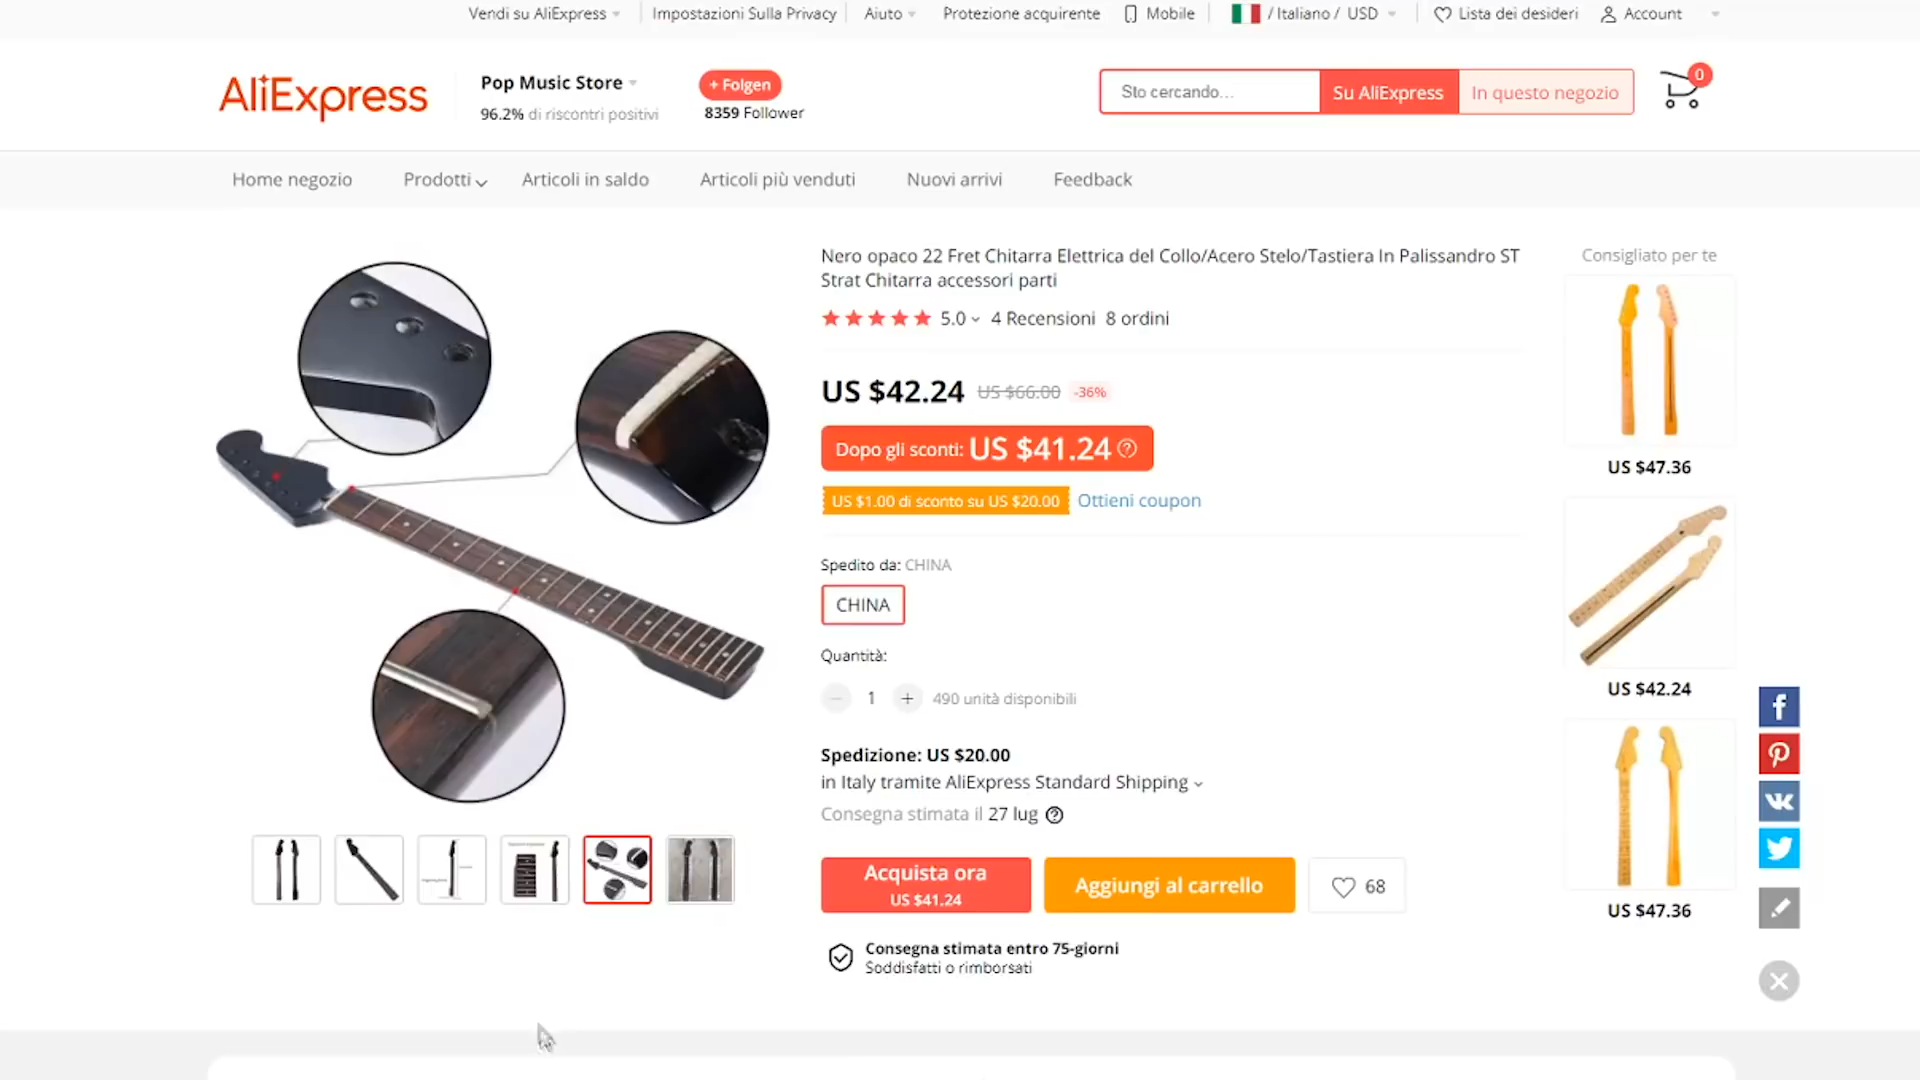 Vendi su AliExpress
Impostazioni Sulla Privacy
Aiuto
Protezione acquirente
Mobile
/ Italiano / USD
Lista dei desideri
Account
AliExpress
Pop Music Store
96.2% di riscontri positivi
+ Folgen
8359 Follower
Sto cercando...
Su AliExpress
In questo negozio
0
Home negozio
Prodotti
Articoli in saldo
Articoli più venduti
Nuovi arrivi
Feedback
Nero opaco 22 Fret Chitarra Elettrica del Collo/Acero Stelo/Tastiera In Palissandro ST
Strat Chitarra accessori parti
5.0
4 Recensioni
8 ordini
US $42.24
US $66.00
-36%
Dopo gli sconti: US $41.24
US $1.00 di sconto su US $20.00
Ottieni coupon
Spedito da: CHINA
CHINA
Quantità:
1
490 unità disponibili
Spedizione: US $20.00
in Italy tramite AliExpress Standard Shipping
Consegna stimata il 27 lug
Acquista ora
US $41.24
Aggiungi al carrello
68
Consegna stimata entro 75-giorni
Soddisfatti o rimborsati
Consigliato per te
US $47.36
US $42.24
US $47.36